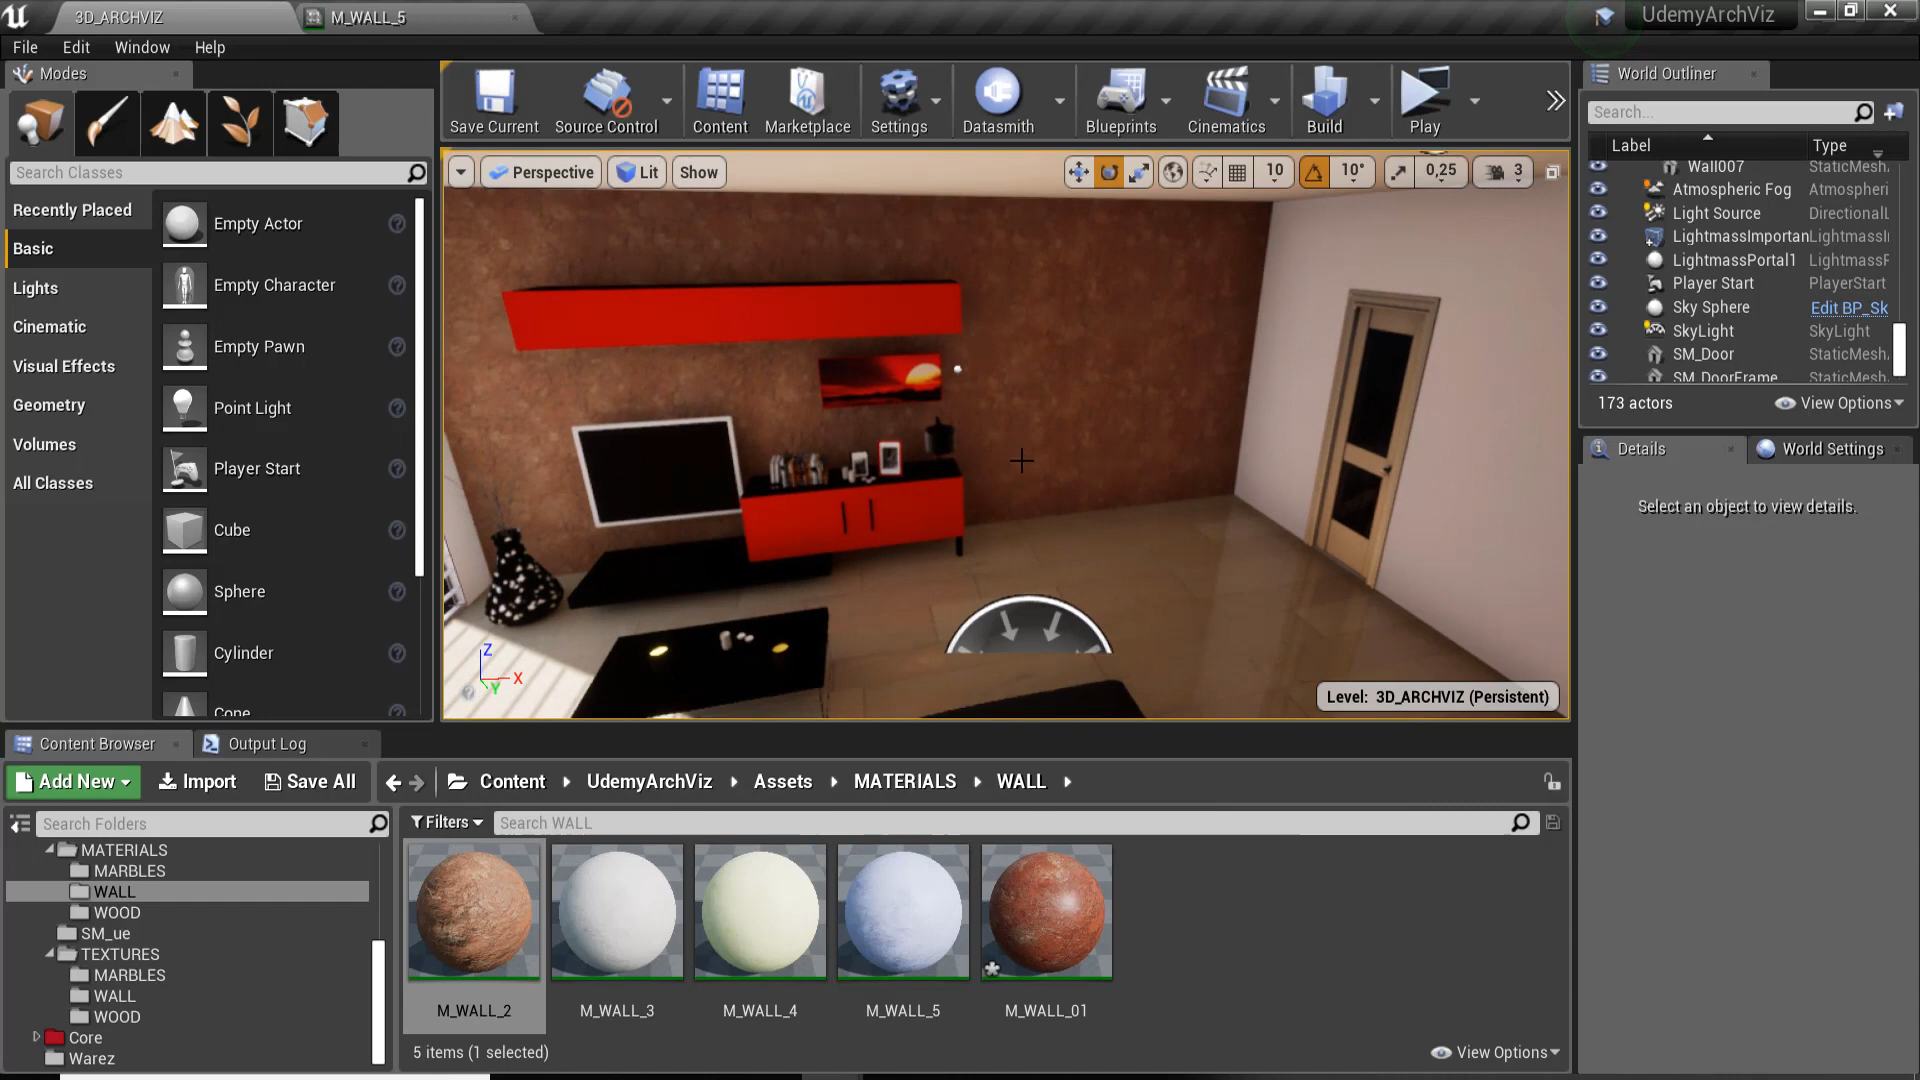 3D_ARCHVIZ
M_WALL_5
UdemyArchViz
File Edit Window Help
Modes
Search Classes
Recently Placed
Basic
Lights
Cinematic
Visual Effects
Geometry
Volumes
All Classes
Empty Actor
Empty Character
Empty Pawn
Point Light
Player Start
Cube
Sphere
Cylinder
Cone
Save Current
Source Control
Content
Marketplace
Settings
Datasmith
Blueprints
Cinematics
Build
Play
Perspective
Lit
Show
10
10°
0,25
3
Z
X
Y
Level: 3D_ARCHVIZ (Persistent)
World Outliner
Search...
Label Type
Wall007 StaticMesh
Atmospheric Fog Atmospheri
Light Source DirectionalL
LightmassImportan LightmassI
LightmassPortal1 LightmassP
Player Start PlayerStart
Sky Sphere Edit BP_Sk
SkyLight SkyLight
SM_Door StaticMesh
SM_DoorFrame StaticMesh
173 actors
View Options
Details
World Settings
Select an object to view details.
Content Browser
Output Log
Add New
Import
Save All
Content
UdemyArchViz
Assets
MATERIALS
WALL
Search Folders
Filters
Search WALL
MATERIALS
MARBLES
WALL
WOOD
SM_ue
TEXTURES
MARBLES
WALL
WOOD
Core
Warez
M_WALL_2
M_WALL_3
M_WALL_4
M_WALL_5
M_WALL_01
5 items (1 selected)
View Options